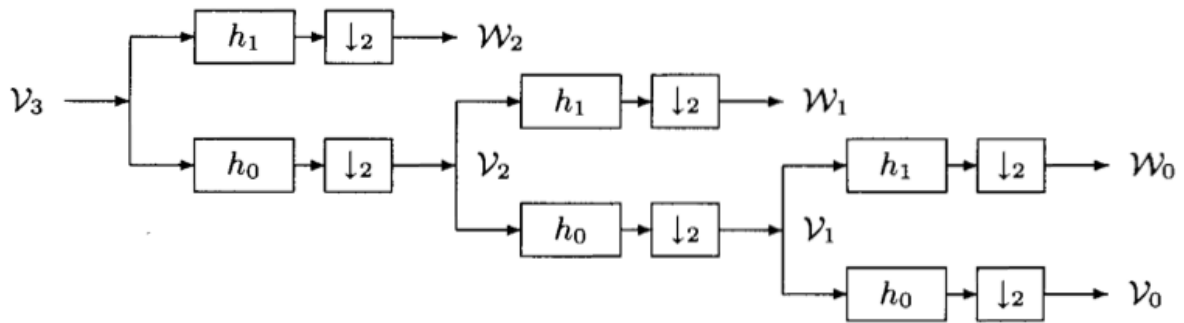 h₁ ↓₂ 𝒲₂
𝒱₃ h₁ ↓₂ 𝒲₁
h₀ ↓₂ 𝒱₂ h₁ ↓₂ 𝒲₀
h₀ ↓₂ 𝒱₁
h₀ ↓₂ 𝒱₀